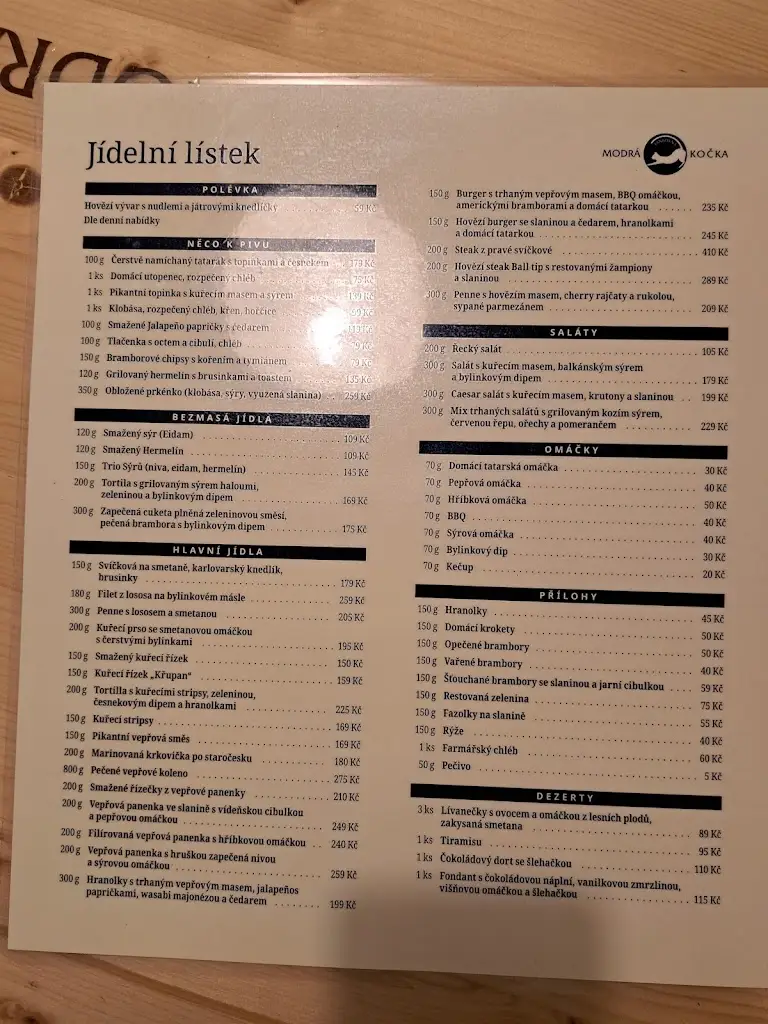 Jídelní lístek
POLÉVKA
Hovězí vývar s nudlemi a játrovými knedlíčky 59 Kč
Dle denní nabídky
NĚCO K PIVU
100 g Čerstvě namíchaný tatarák s topinkami a česnekem 179 Kč
1 ks Domácí utopenec, rozpečený chléb
1 ks Pikantní topinka s kuřecím masem a sýrem
1 ks Klobása, rozpečený chléb, křen, hořčice
100 g Smažené Jalapeño papričky s čedarem
100 g Tlačenka s octem a cibulí, chléb
150 g Bramborové chipsy s kořením a tymiánem 79 Kč
120 g Grilovaný hermelín s brusinkami a toastem 135 Kč
350 g Obložené prkénko (klobása, sýry, vyuzená slanina) 259 Kč
BEZMASÁ JÍDLA
120 g Smažený sýr (Eidam) 109 Kč
120 g Smažený Hermelín 109 Kč
150 g Trio Sýrů (niva, eidam, hermelín) 145 Kč
200 g Tortila s grilovaným sýrem haloumi,
zeleninou a bylinkovým dipem 169 Kč
300 g Zapečená cuketa plněná zeleninovou směsí,
pečená brambora s bylinkovým dipem 175 Kč
HLAVNÍ JÍDLA
150 g Svíčková na smetaně, karlovarský knedlík,
brusinky 179 Kč
180 g Filet z lososa na bylinkovém másle 259 Kč
300 g Penne s lososem a smetanou 205 Kč
200 g Kuřecí prso se smetanovou omáčkou
s čerstvými bylinkami 195 Kč
150 g Smažený kuřecí řízek 150 Kč
150 g Kuřecí řízek „Křupan“ 159 Kč
200 g Tortilla s kuřecími stripsy, zeleninou,
česnekovým dipem a hranolkami 225 Kč
150 g Kuřecí stripsy 169 Kč
150 g Pikantní vepřová směs 169 Kč
200 g Marinovaná krkovička po staročesku 180 Kč
800 g Pečené vepřové koleno 275 Kč
200 g Smažené řízečky z vepřové panenky 210 Kč
200 g Vepřová panenka ve slanině s vídeňskou cibulkou
a pepřovou omáčkou 249 Kč
200 g Filírovaná vepřová panenka s hříbkovou omáčkou 240 Kč
200 g Vepřová panenka s hruškou zapečená nivou
a sýrovou omáčkou 259 Kč
300 g Hranolky s trhaným vepřovým masem, jalapeños
papričkami, wasabi majonézou a čedarem 199 Kč
MODRÁ KOČKA
150 g Burger s trhaným vepřovým masem, BBQ omáčkou,
americkými bramborami a domácí tatarkou 235 Kč
150 g Hovězí burger se slaninou a čedarem, hranolkami
a domácí tatarkou 245 Kč
200 g Steak z pravé svíčkové 410 Kč
200 g Hovězí steak Ball tip s restovanými žampiony
a slaninou 289 Kč
300 g Penne s hovězím masem, cherry rajčaty a rukolou,
sypané parmezánem 209 Kč
SALÁTY
200 g Řecký salát 105 Kč
300 g Salát s kuřecím masem, balkánským sýrem
a bylinkovým dipem 179 Kč
300 g Caesar salát s kuřecím masem, krutony a slaninou 199 Kč
300 g Mix trhaných salátů s grilovaným kozím sýrem,
červenou řepu, ořechy a pomerančem 229 Kč
OMÁČKY
70 g Domácí tatarská omáčka 30 Kč
70 g Pepřová omáčka 40 Kč
70 g Hříbková omáčka 50 Kč
70 g BBQ 40 Kč
70 g Sýrová omáčka 40 Kč
70 g Bylinkový dip 30 Kč
70 g Kečup 20 Kč
PŘÍLOHY
150 g Hranolky 45 Kč
150 g Domácí krokety 50 Kč
150 g Opečené brambory 50 Kč
150 g Vařené brambory 40 Kč
150 g Šťouchané brambory se slaninou a jarní cibulkou 59 Kč
150 g Restovaná zelenina 75 Kč
150 g Fazolky na slanině 55 Kč
150 g Rýže 40 Kč
1 ks Farmářský chléb 60 Kč
50 g Pečivo 5 Kč
DEZERTY
3 ks Lívanečky s ovocem a omáčkou z lesních plodů,
zakysaná smetana 89 Kč
1 ks Tiramisu 95 Kč
1 ks Čokoládový dort se šlehačkou 110 Kč
1 ks Fondant s čokoládovou náplní, vanilkovou zmrzlinou,
višňovou omáčkou a šlehačkou 115 Kč